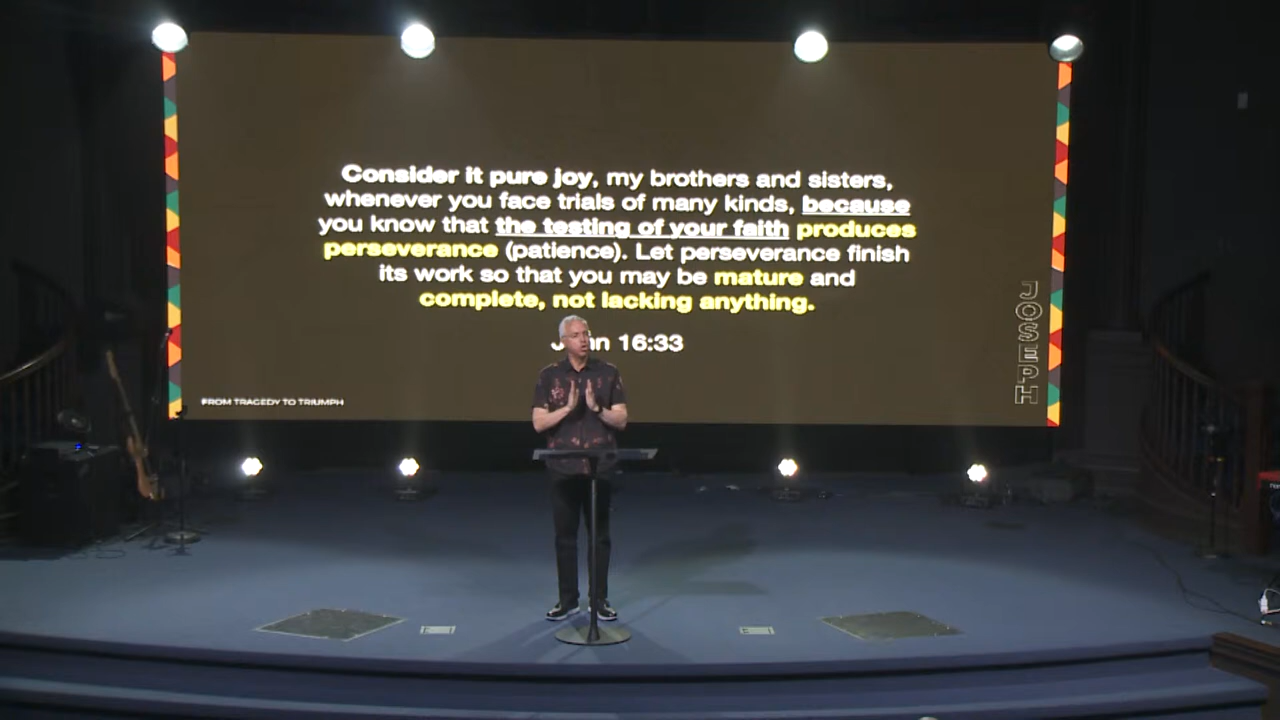 Consider it pure joy, my brothers and sisters,
whenever you face trials of many kinds, because
you know that the testing of your faith produces
perseverance (patience). Let perseverance finish
its work so that you may be mature and
complete, not lacking anything.
16:33
FROM TRAGEDY TO TRIUMPH
JOSEPH